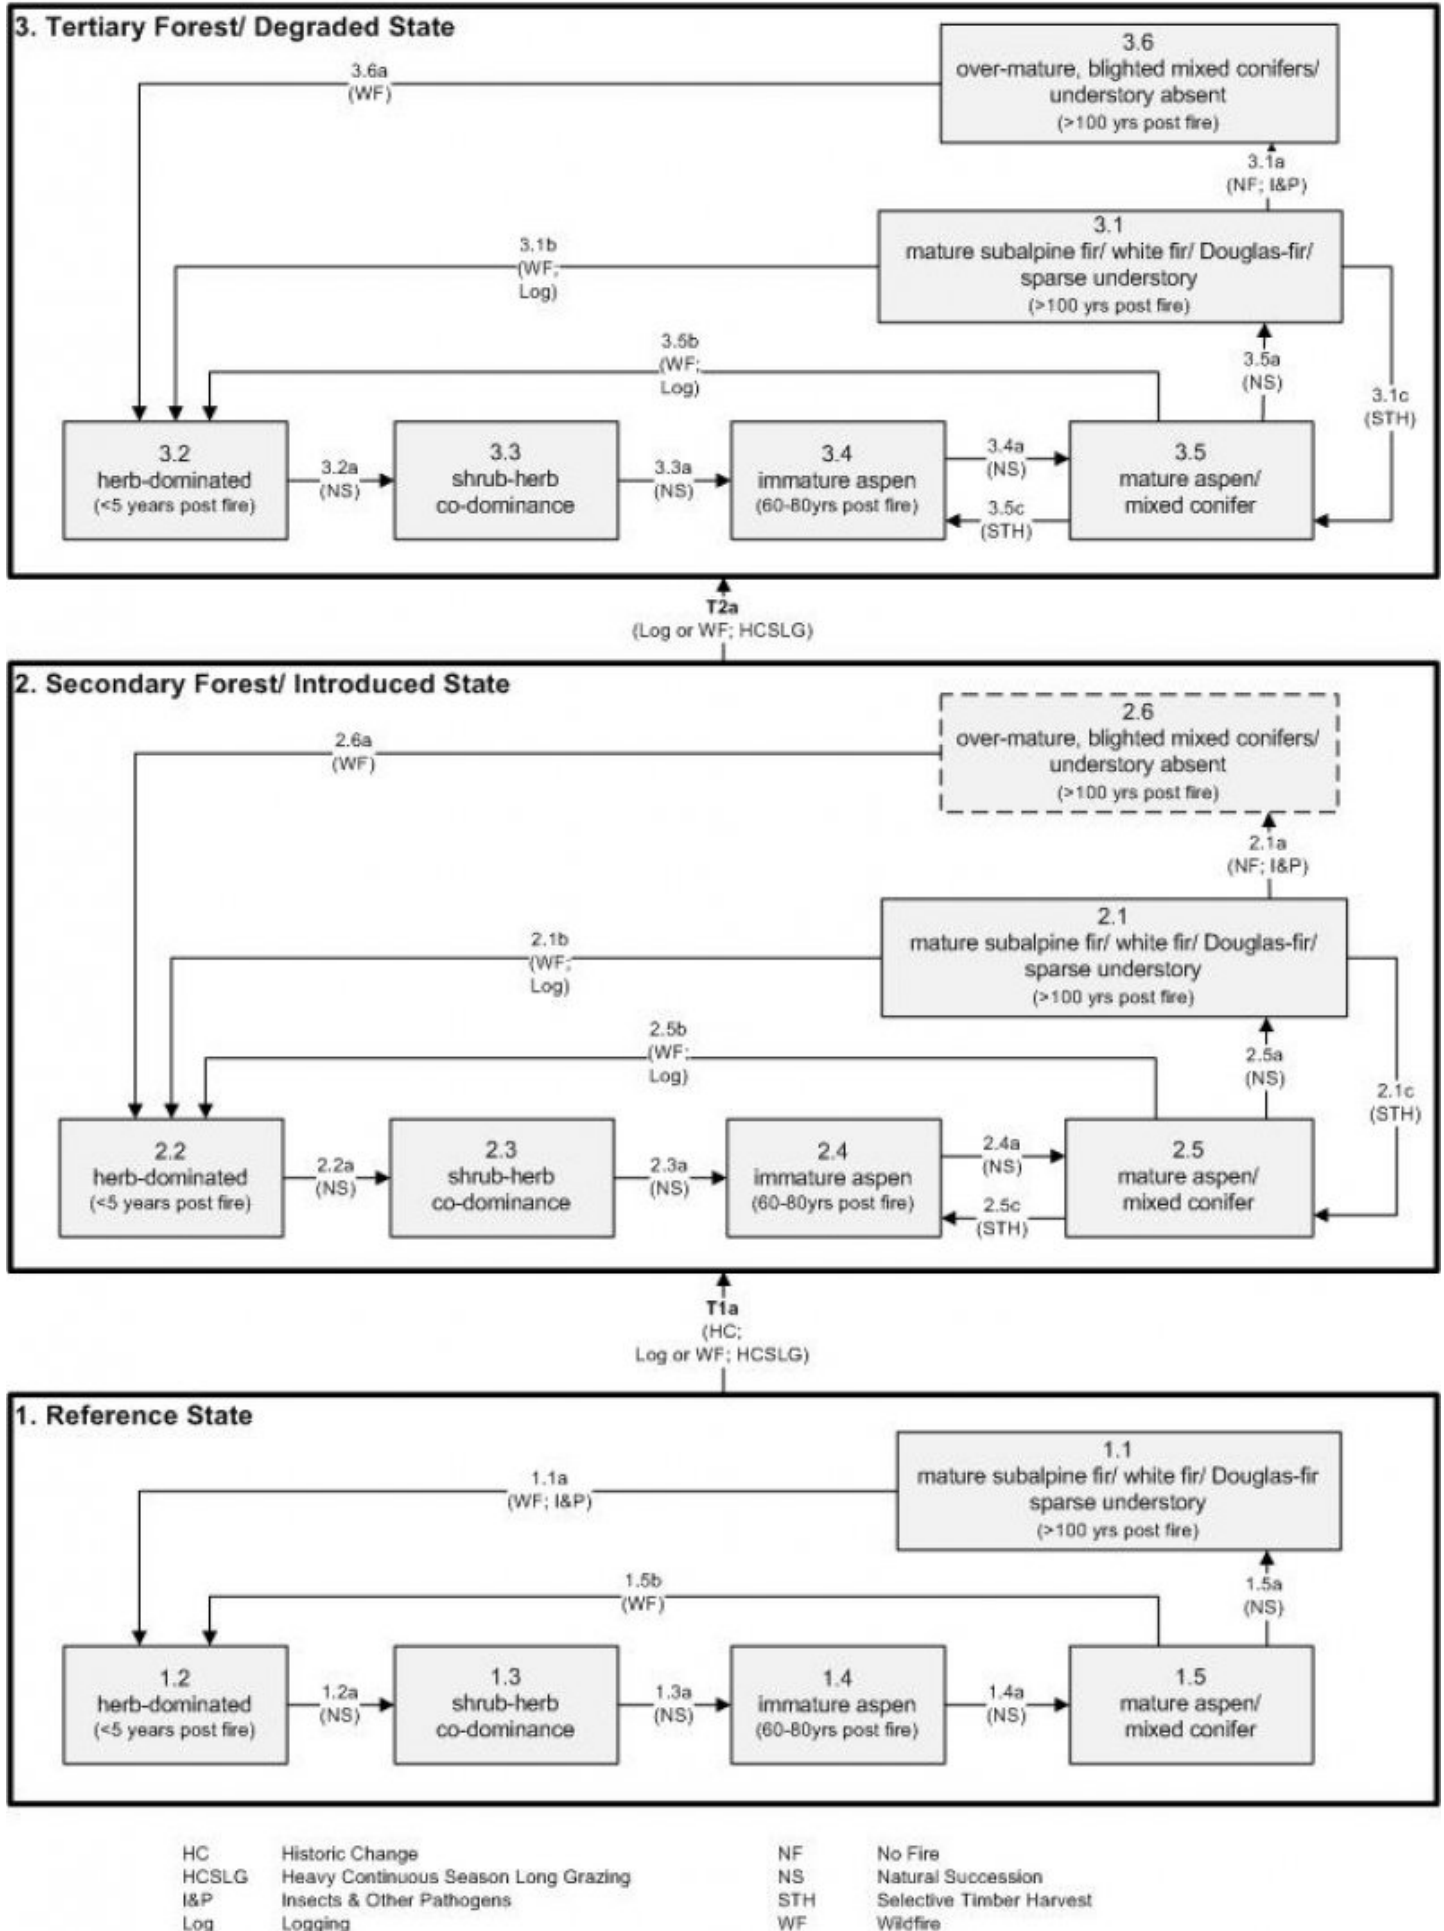 3. Tertiary Forest/ Degraded State
3.6
over-mature, blighted mixed conifers/
understory absent
(>100 yrs post fire)
3.6a
(WF)
3.1a
(NF; I&P)
3.1
mature subalpine fir/ white fir/ Douglas-fir/
sparse understory
(>100 yrs post fire)
3.1b
(WF;
Log)
3.5b
(WF;
Log)
3.5a
(NS)
3.1c
(STH)
3.2
herb-dominated
(<5 years post fire)
3.2a
(NS)
3.3
shrub-herb
co-dominance
3.3a
(NS)
3.4
immature aspen
(60-80yrs post fire)
3.4a
(NS)
3.5c
(STH)
3.5
mature aspen/
mixed conifer
T2a
(Log or WF; HCSLG)
2. Secondary Forest/ Introduced State
2.6
over-mature, blighted mixed conifers/
understory absent
(>100 yrs post fire)
2.6a
(WF)
2.1a
(NF; I&P)
2.1
mature subalpine fir/ white fir/ Douglas-fir/
sparse understory
(>100 yrs post fire)
2.1b
(WF;
Log)
2.5b
(WF;
Log)
2.5a
(NS)
2.1c
(STH)
2.2
herb-dominated
(<5 years post fire)
2.2a
(NS)
2.3
shrub-herb
co-dominance
2.3a
(NS)
2.4
immature aspen
(60-80yrs post fire)
2.4a
(NS)
2.5c
(STH)
2.5
mature aspen/
mixed conifer
T1a
(HC;
Log or WF; HCSLG)
1. Reference State
1.1
mature subalpine fir/ white fir/ Douglas-fir
sparse understory
(>100 yrs post fire)
1.1a
(WF; I&P)
1.5b
(WF)
1.5a
(NS)
1.2
herb-dominated
(<5 years post fire)
1.2a
(NS)
1.3
shrub-herb
co-dominance
1.3a
(NS)
1.4
immature aspen
(60-80yrs post fire)
1.4a
(NS)
1.5
mature aspen/
mixed conifer
HC Historic Change
HCSLG Heavy Continuous Season Long Grazing
I&P Insects & Other Pathogens
Log Logging
NF No Fire
NS Natural Succession
STH Selective Timber Harvest
WF Wildfire